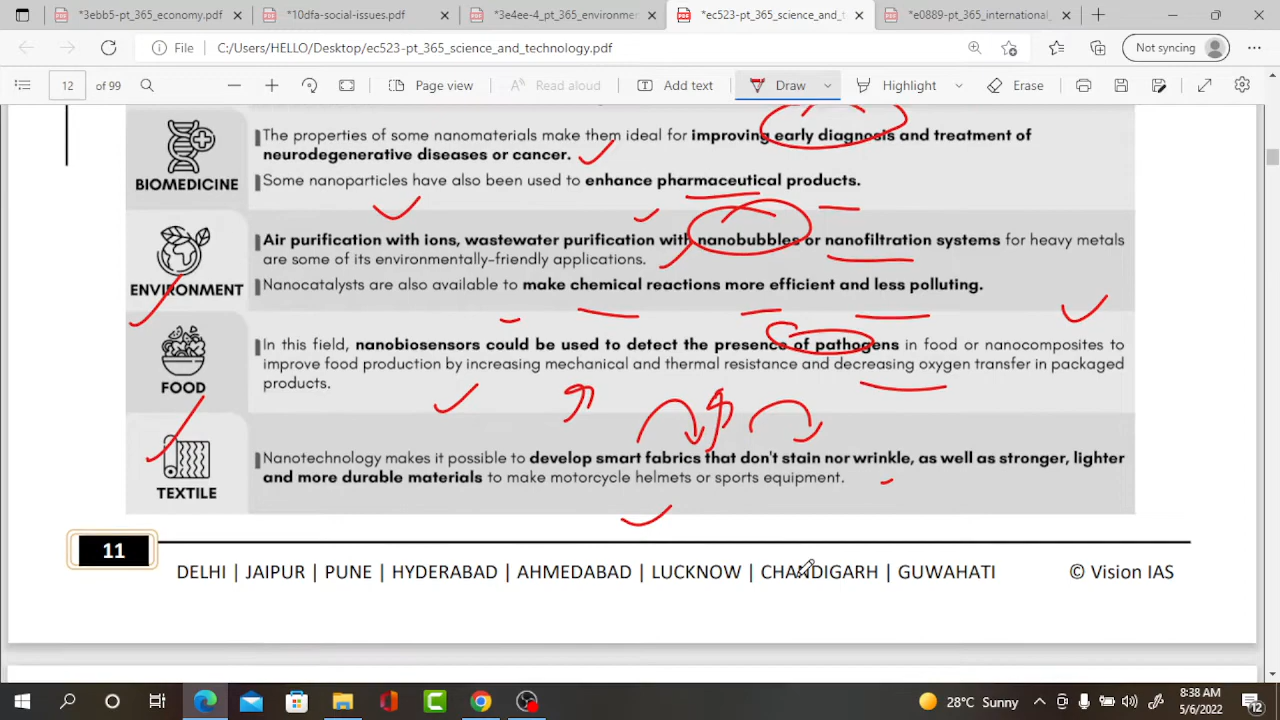 *3ebb5-pt_365_economy.pdf
*10dfa-social-issues.pdf
*3e4ee-4_pt_365_environme
*ec523-pt_365_science_and_t
*e0889-pt_365_international_
File
C:/Users/HELLO/Desktop/ec523-pt_365_science_and_technology.pdf
Not syncing
12 of 99
Page view
Read aloud
Add text
Draw
Highlight
Erase
BIOMEDICINE
The properties of some nanomaterials make them ideal for improving early diagnosis and treatment of
neurodegenerative diseases or cancer.
Some nanoparticles have also been used to enhance pharmaceutical products.
ENVIRONMENT
Air purification with ions, wastewater purification with nanobubbles or nanofiltration systems for heavy metals
are some of its environmentally-friendly applications.
Nanocatalysts are also available to make chemical reactions more efficient and less polluting.
FOOD
In this field, nanobiosensors could be used to detect the presence of pathogens in food or nanocomposites to
improve food production by increasing mechanical and thermal resistance and decreasing oxygen transfer in packaged
products.
TEXTILE
Nanotechnology makes it possible to develop smart fabrics that don't stain nor wrinkle, as well as stronger, lighter
and more durable materials to make motorcycle helmets or sports equipment.
11
DELHI | JAIPUR | PUNE | HYDERABAD | AHMEDABAD | LUCKNOW | CHANDIGARH | GUWAHATI
© Vision IAS
28°C Sunny
8:38 AM
5/6/2022
12